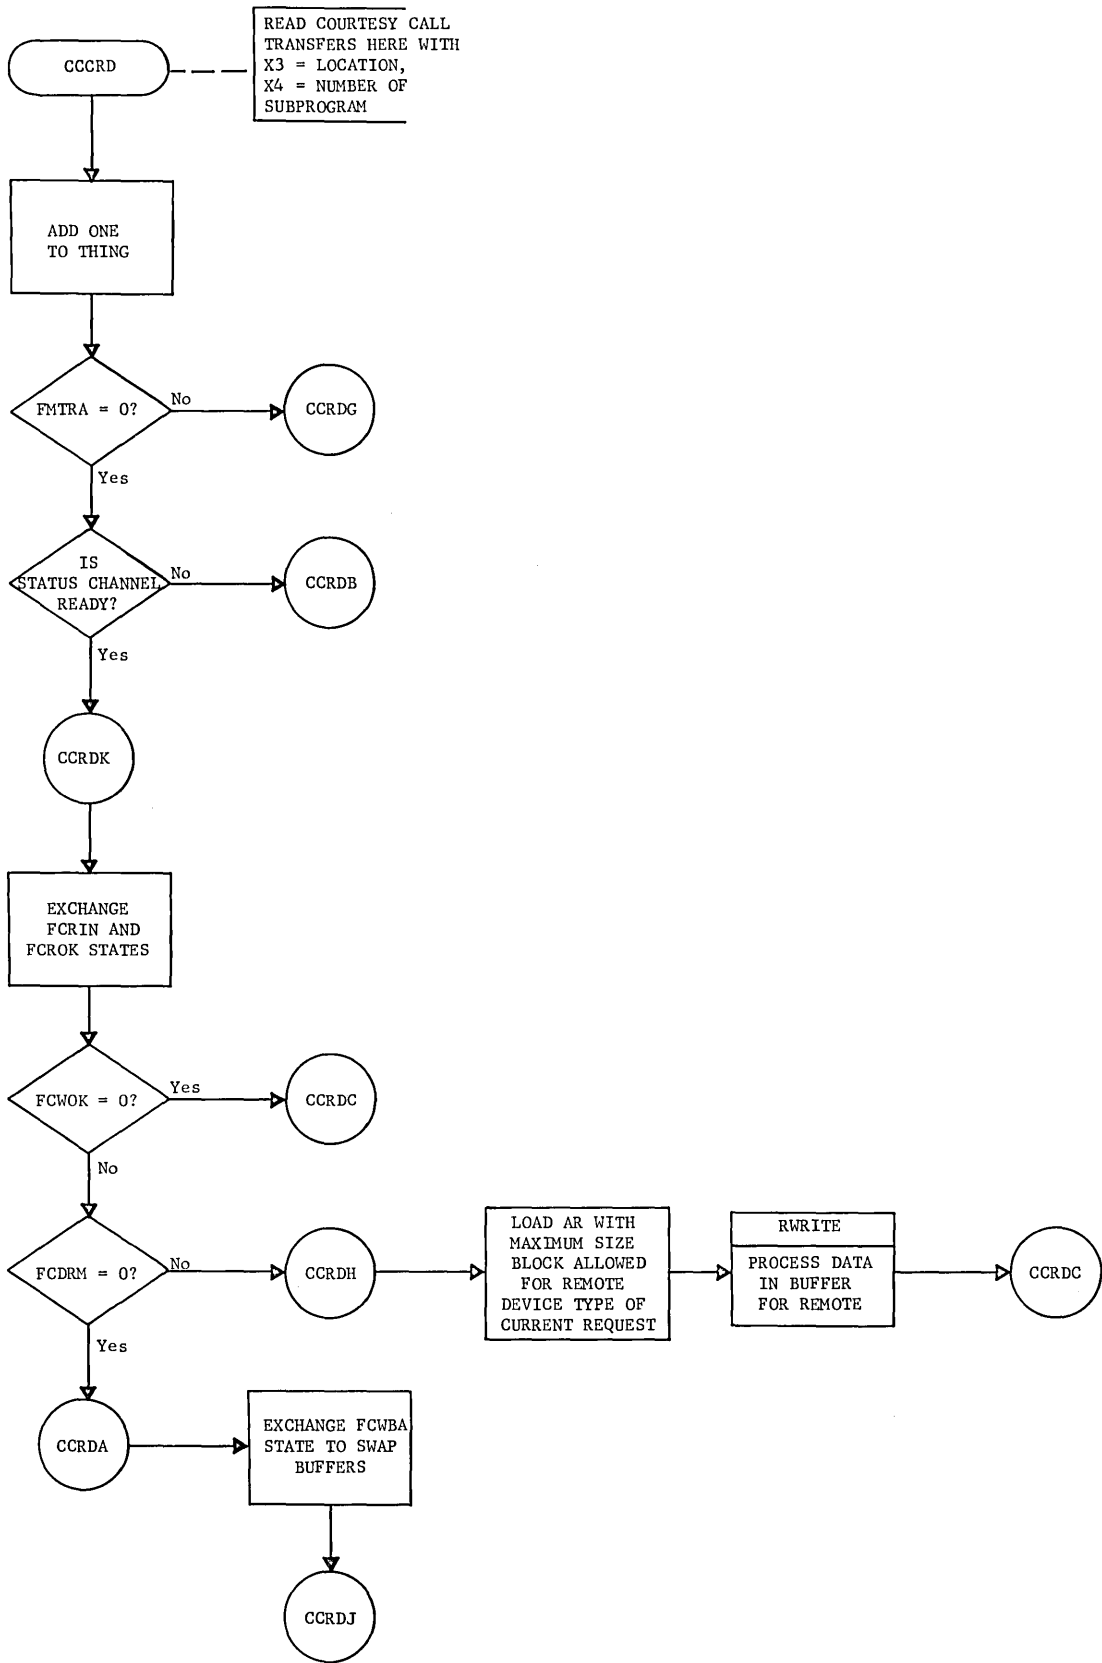 CCCRD
READ COURTESY CALL
TRANSFERS HERE WITH
X3 = LOCATION,
X4 = NUMBER OF
SUBPROGRAM
ADD ONE
TO THING
FMTRA = 0?
No
CCRDG
Yes
IS
STATUS CHANNEL
READY?
No
CCRDB
Yes
CCRDK
EXCHANGE
FCRIN AND
FCROK STATES
FCWOK = 0?
Yes
CCRDC
No
FCDRM = 0?
No
CCRDH
LOAD AR WITH
MAXIMUM SIZE
BLOCK ALLOWED
FOR REMOTE
DEVICE TYPE OF
CURRENT REQUEST
RWRITE
PROCESS DATA
IN BUFFER
FOR REMOTE
CCRDC
Yes
CCRDA
EXCHANGE FCWBA
STATE TO SWAP
BUFFERS
CCRDJ